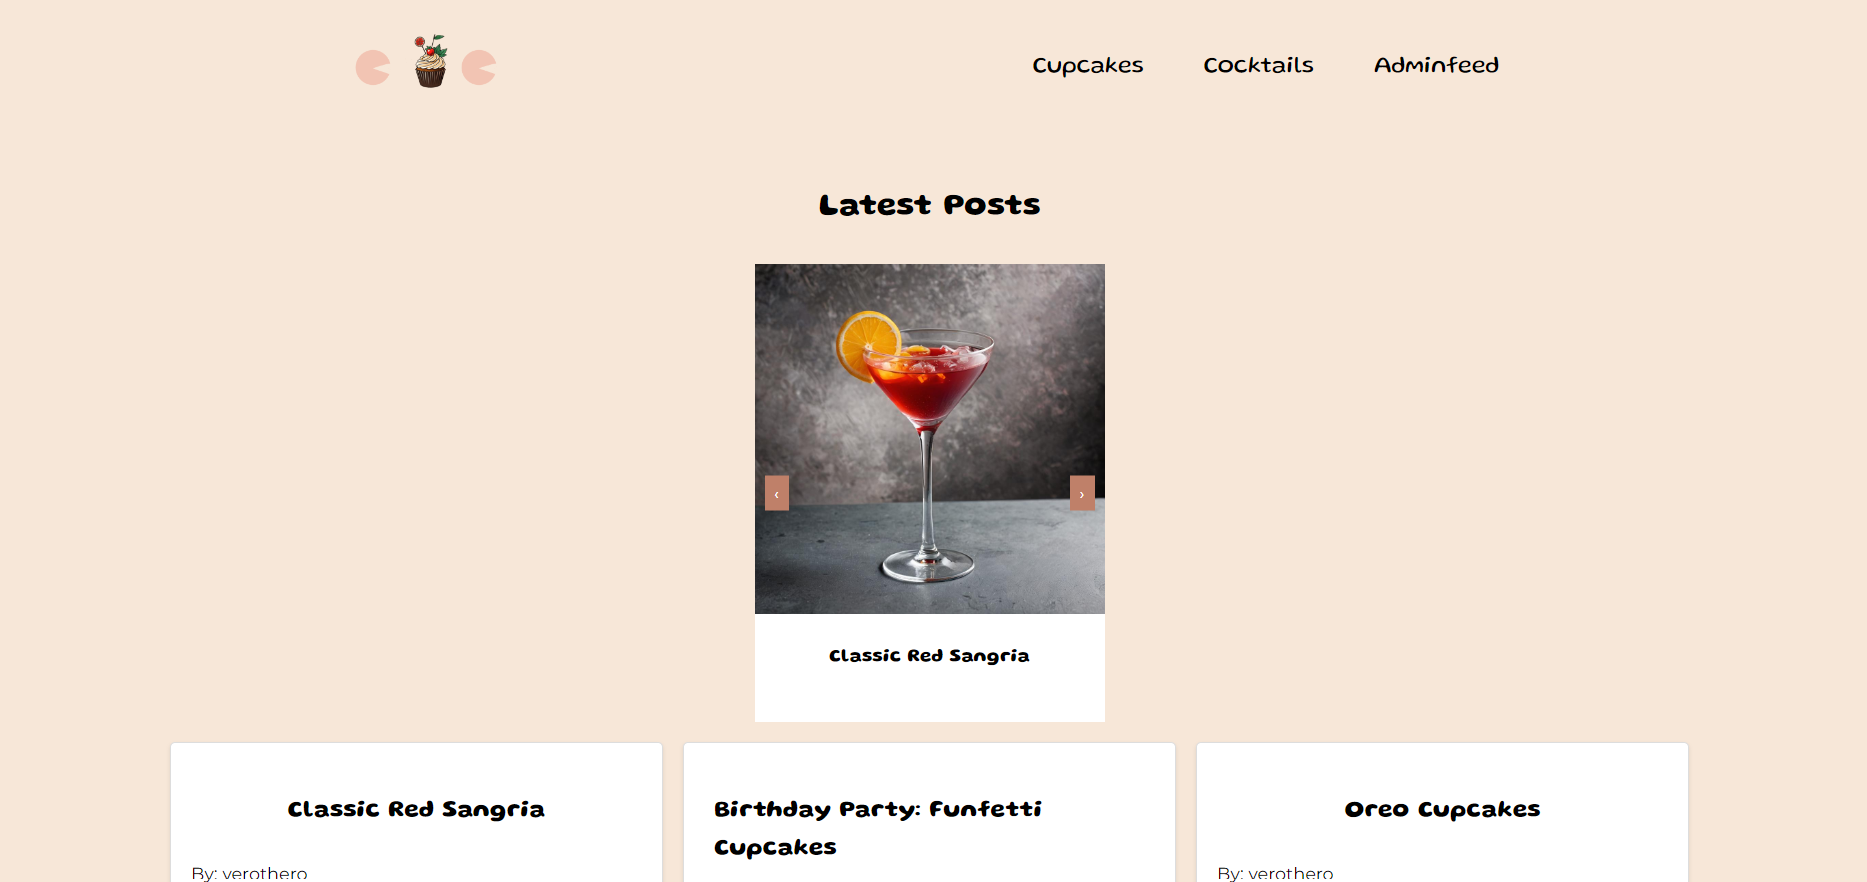 Cupcakes Cocktails Adminfeed
Latest Posts
‹ ›
Classic Red Sangria
Classic Red Sangria
By: verothero
Birthday Party: Funfetti
Cupcakes
Oreo Cupcakes
By: verothero